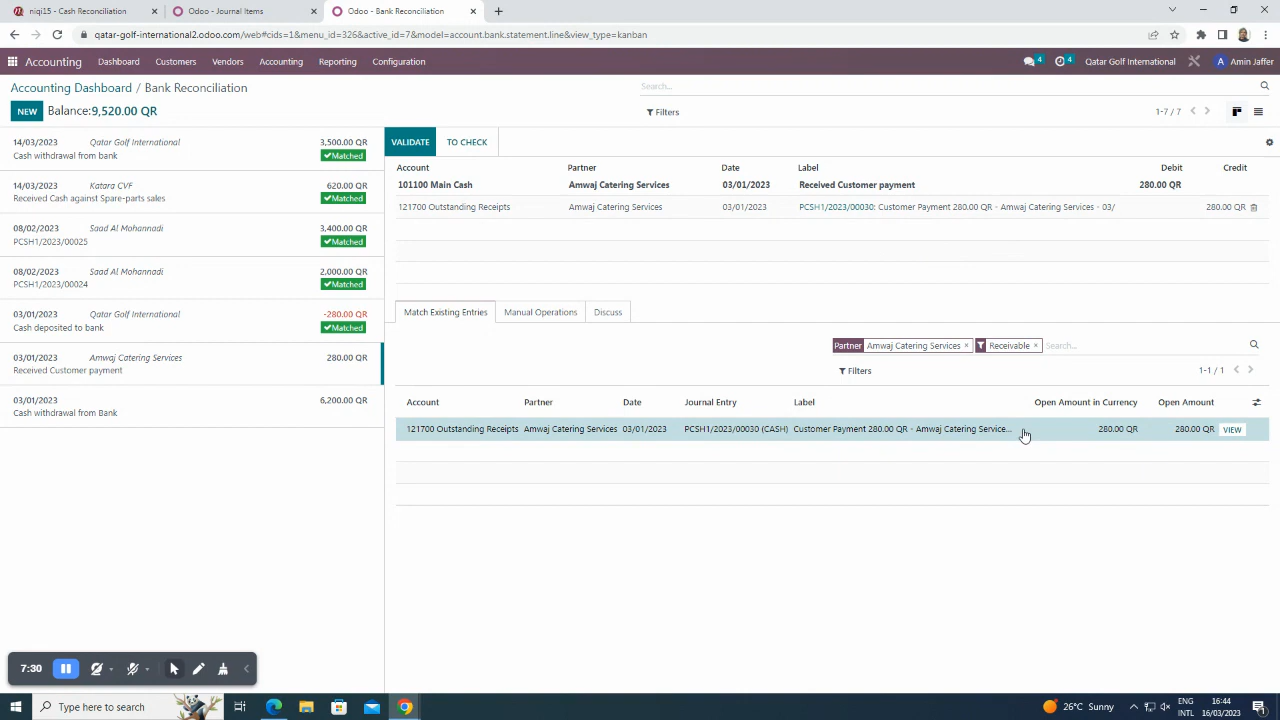 niqi15 - Cash Reconciliation
Odoo - Journal Items
Odoo - Bank Reconciliation
qatar-golf-international2.odoo.com/web#cids=1&menu_id=326&active_id=7&model=account.bank.statement.line&view_type=kanban
Accounting Dashboard Customers Vendors Accounting Reporting Configuration 4 4 Qatar Golf International A Amin Jaffer
Accounting Dashboard / Bank Reconciliation
Search...
NEW Balance:9,520.00 QR
Filters
1-7 / 7
14/03/2023 Qatar Golf International 3,500.00 QR
Cash withdrawal from bank Matched
14/03/2023 Katara CVF 620.00 QR
Received Cash against Spare-parts sales Matched
08/02/2023 Saad Al Mohannadi 3,400.00 QR
PCSH1/2023/00025 Matched
08/02/2023 Saad Al Mohannadi 2,000.00 QR
PCSH1/2023/00024 Matched
03/01/2023 Qatar Golf International -280.00 QR
Cash deposited to bank Matched
03/01/2023 Amwaj Catering Services 280.00 QR
Received Customer payment
03/01/2023 6,200.00 QR
Cash withdrawal from Bank
VALIDATE TO CHECK
Account Partner Date Label Debit Credit
101100 Main Cash Amwaj Catering Services 03/01/2023 Received Customer payment 280.00 QR
121700 Outstanding Receipts Amwaj Catering Services 03/01/2023 PCSH1/2023/00030: Customer Payment 280.00 QR - Amwaj Catering Services - 03/ 280.00 QR
Match Existing Entries Manual Operations Discuss
Partner Amwaj Catering Services × Receivable × Search...
Filters
1-1 / 1
Account Partner Date Journal Entry Label Open Amount in Currency Open Amount
121700 Outstanding Receipts Amwaj Catering Services 03/01/2023 PCSH1/2023/00030 (CASH) Customer Payment 280.00 QR - Amwaj Catering Service... 280.00 QR 280.00 QR VIEW
7:30
Type here to search
26°C Sunny
ENG
INTL
16:44
16/03/2023
1